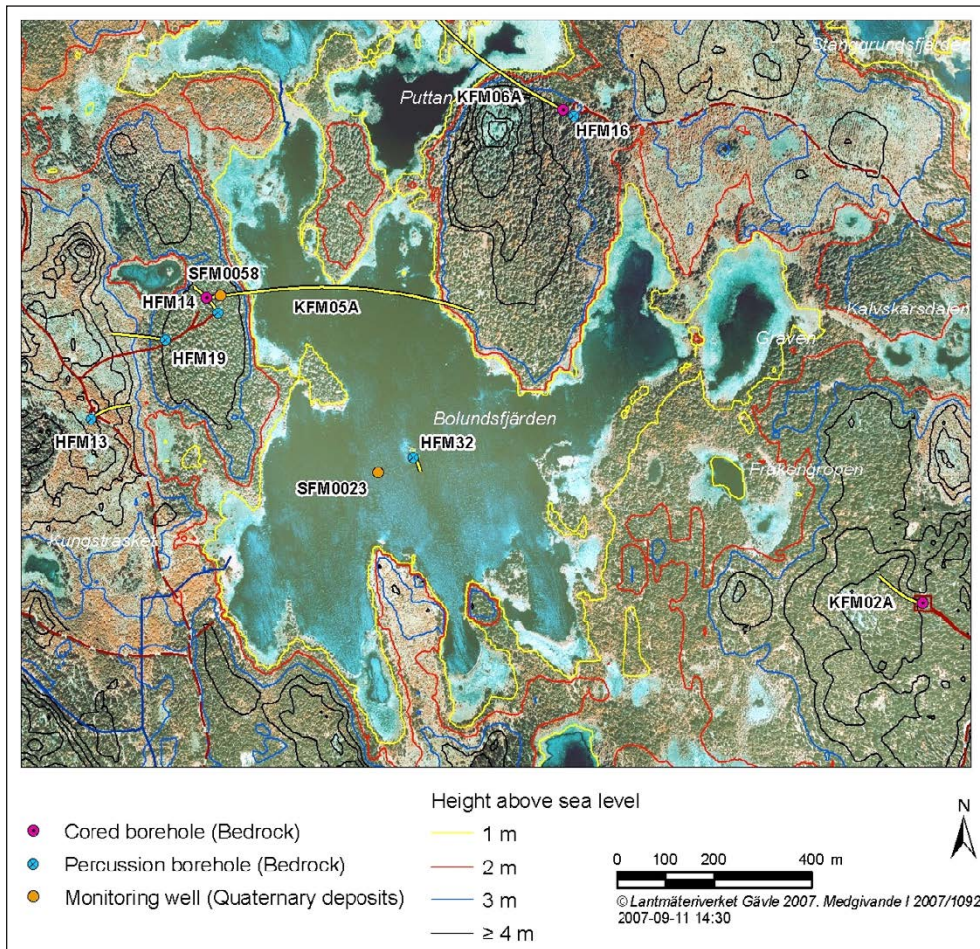 Stånggrundsfjärden
Puttan
KFM06A
HFM16
SFM0058
HFM14
KFM05A
Kalvskärsdalen
HFM19
Graven
Bolundsfjärden
HFM13
HFM32
SFM0023
Fräkengropen
Kungsträsket
KFM02A
Height above sea level
N
Cored borehole (Bedrock)
1 m
Percussion borehole (Bedrock)
2 m
Monitoring well (Quaternary deposits)
3 m
≥ 4 m
0 100 200 400 m
© Lantmäteriverket Gävle 2007. Medgivande I 2007/1092
2007-09-11 14:30